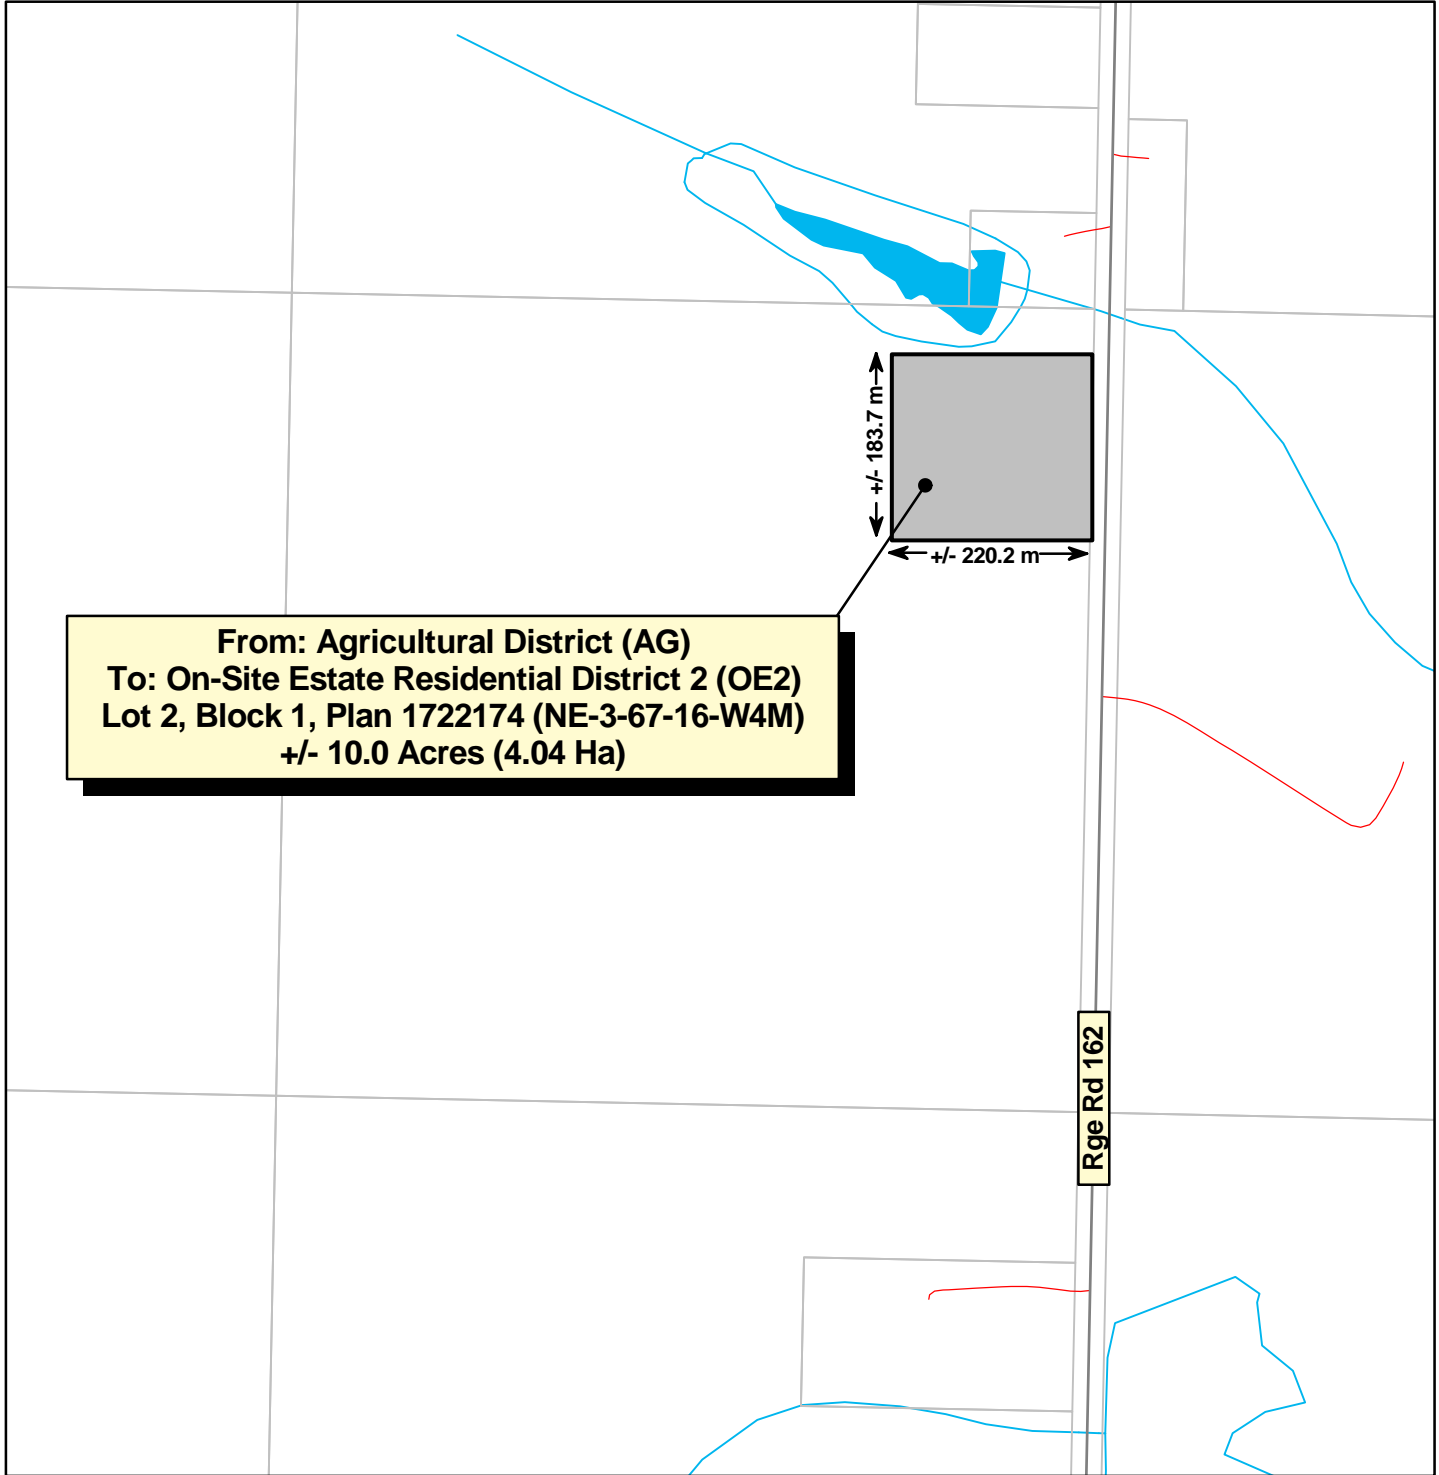 +/- 183.7 m
+/- 220.2 m
From: Agricultural District (AG)
To: On-Site Estate Residential District 2 (OE2)
Lot 2, Block 1, Plan 1722174 (NE-3-67-16-W4M)
+/- 10.0 Acres (4.04 Ha)
Rge Rd 162